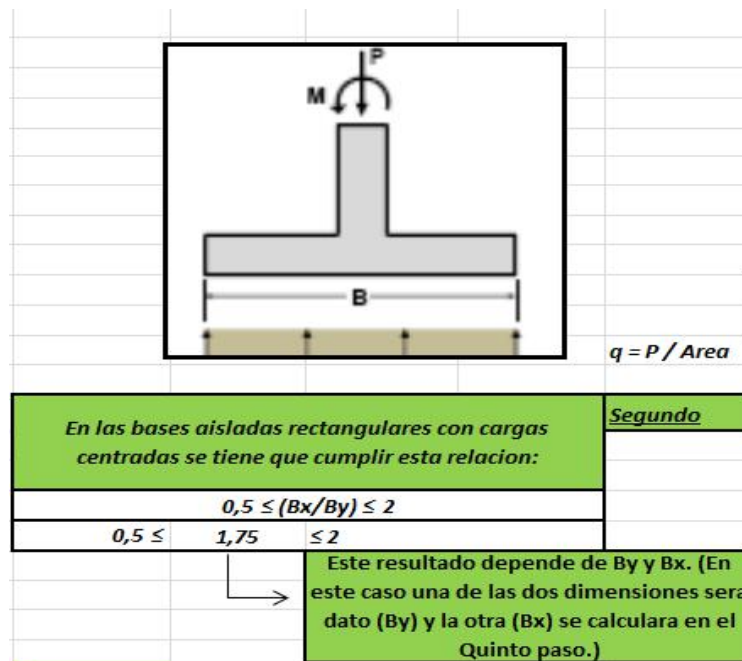 P
M
B
q = P / Area
En las bases aisladas rectangulares con cargas
centradas se tiene que cumplir esta relacion:
Segundo
0,5 ≤ (Bx/By) ≤ 2
0,5 ≤ 1,75 ≤ 2
Este resultado depende de By y Bx. (En
este caso una de las dos dimensiones sera
dato (By) y la otra (Bx) se calculara en el
Quinto paso.)